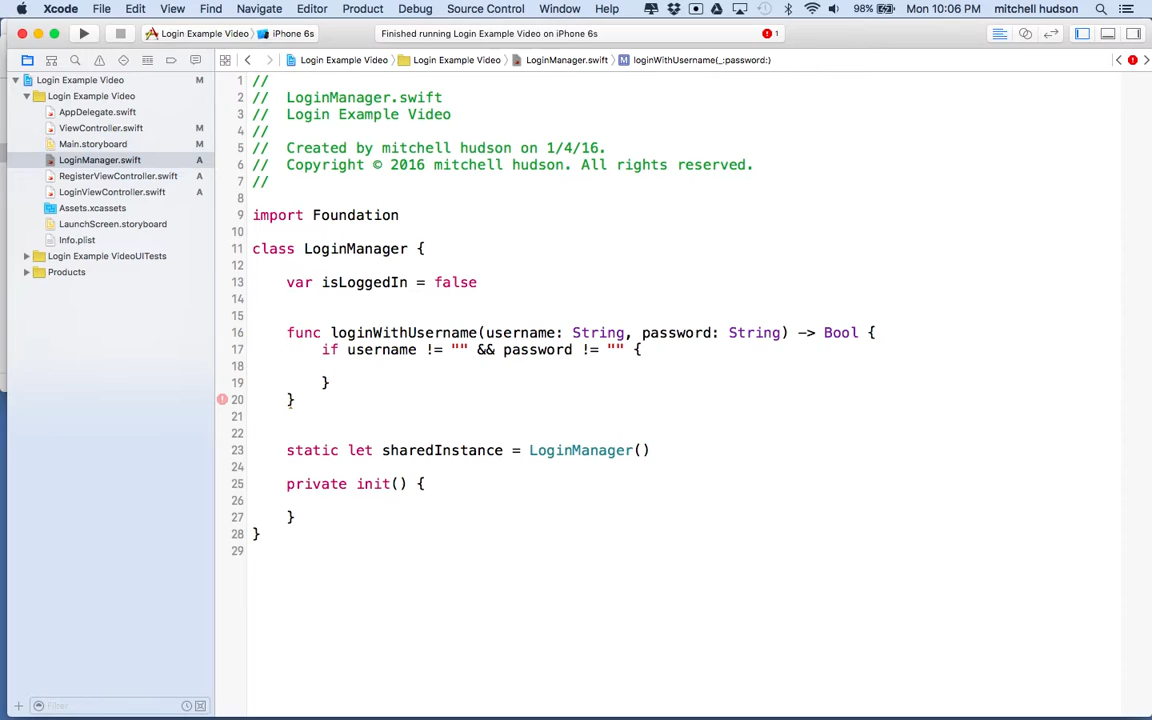 Xcode File Edit View Find Navigate Editor Product Debug Source Control Window Help 98% Mon 10:06 PM mitchell hudson
Login Example Video iPhone 6s Finished running Login Example Video on iPhone 6s 1
Login Example Video Login Example Video LoginManager.swift M loginWithUsername(_:password:)
Login Example Video M
Login Example Video
AppDelegate.swift
ViewController.swift M
Main.storyboard M
LoginManager.swift A
RegisterViewController.swift A
LoginViewController.swift A
Assets.xcassets
LaunchScreen.storyboard
Info.plist
Login Example VideoUITests
Products
Filter
1 //
2 //  LoginManager.swift
3 //  Login Example Video
4 //
5 //  Created by mitchell hudson on 1/4/16.
6 //  Copyright © 2016 mitchell hudson. All rights reserved.
7 //
8
9 import Foundation
10
11 class LoginManager {
12
13     var isLoggedIn = false
14
15
16     func loginWithUsername(username: String, password: String) -> Bool {
17         if username != "" && password != "" {
18
19         }
20     }
21
22
23     static let sharedInstance = LoginManager()
24
25     private init() {
26
27     }
28 }
29